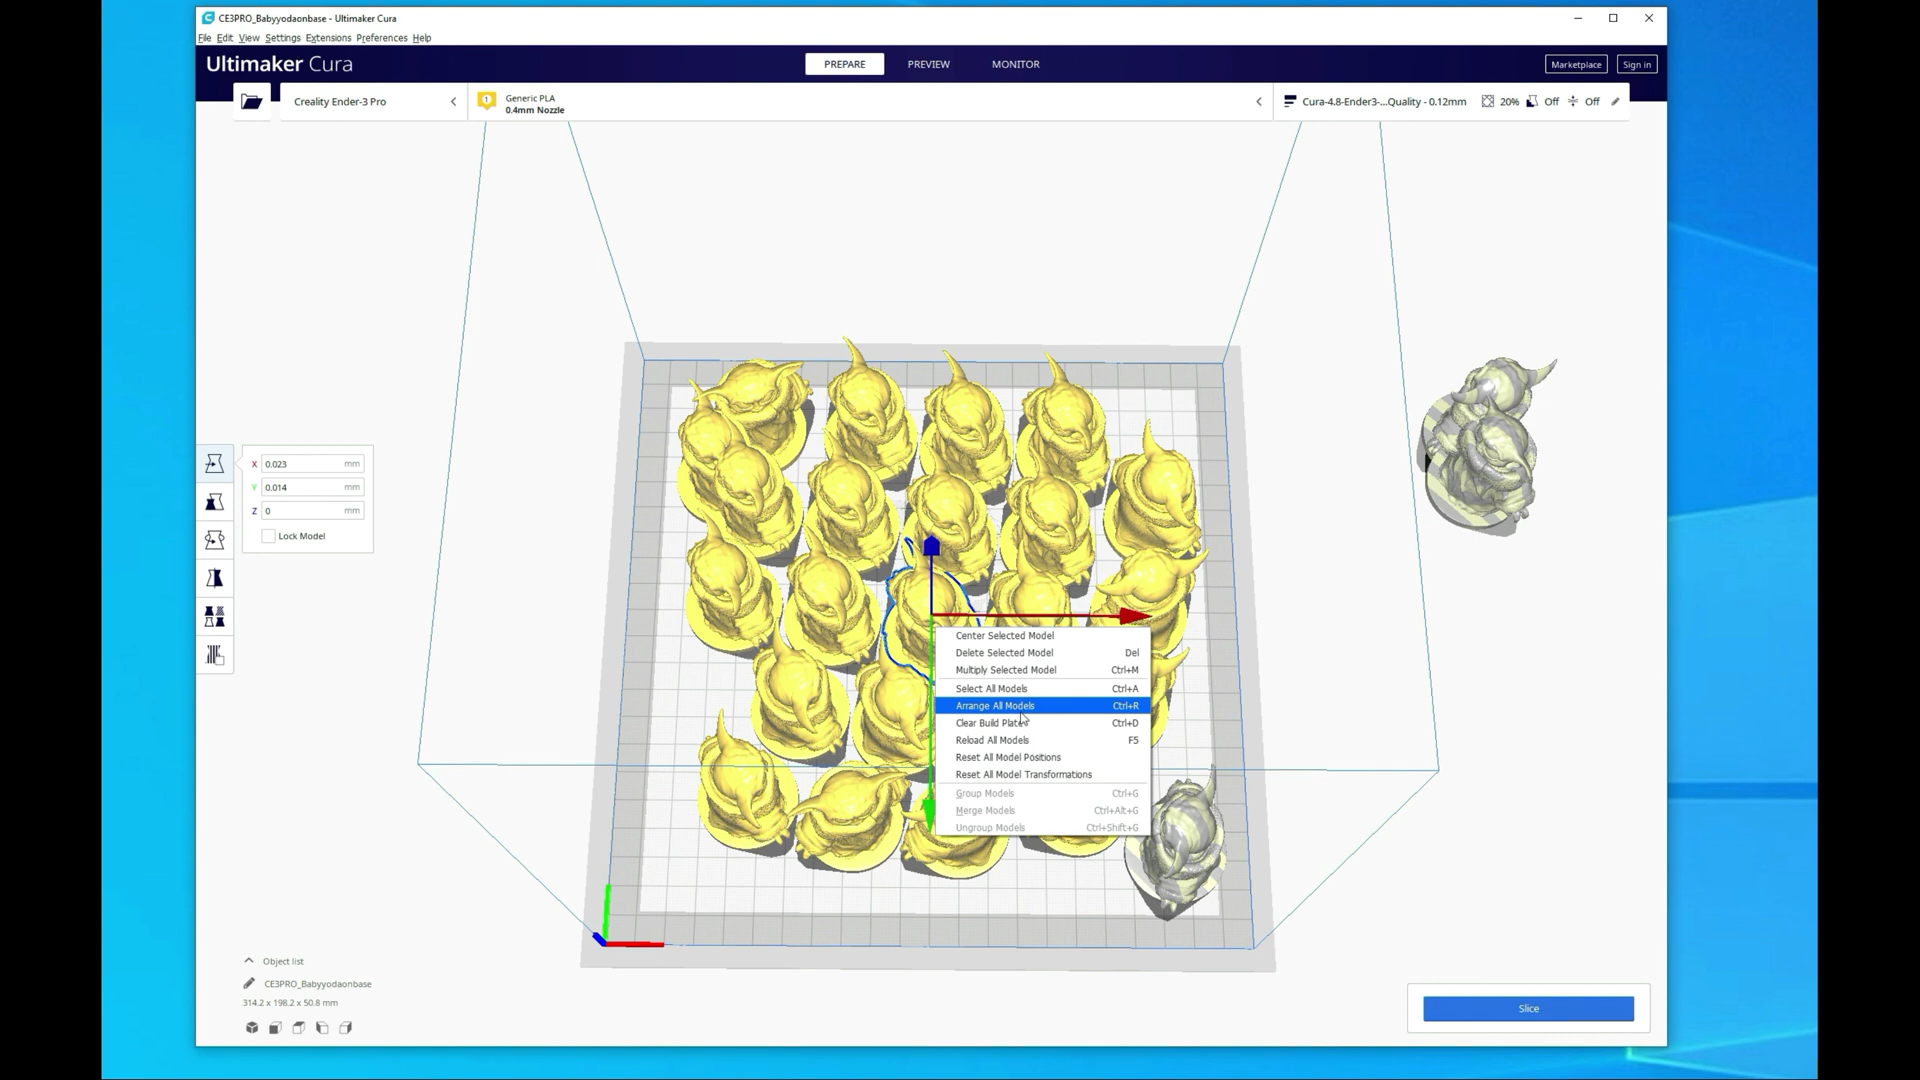 CE3PRO_Babyyodaonbase - Ultimaker Cura
File Edit View Settings Extensions Preferences Help
Ultimaker Cura
PREPARE PREVIEW MONITOR
Marketplace Sign in
Creality Ender-3 Pro
1
Generic PLA
0.4mm Nozzle
Cura-4.8-Ender3-...Quality - 0.12mm 20% Off Off
X 0.023 mm
Y 0.014 mm
Z 0 mm
Lock Model
Center Selected Model
Delete Selected Model Del
Multiply Selected Model Ctrl+M
Select All Models Ctrl+A
Arrange All Models Ctrl+R
Clear Build Plate Ctrl+D
Reload All Models F5
Reset All Model Positions
Reset All Model Transformations
Group Models Ctrl+G
Merge Models Ctrl+Alt+G
Ungroup Models Ctrl+Shift+G
Object list
CE3PRO_Babyyodaonbase
314.2 x 198.2 x 50.8 mm
Slice